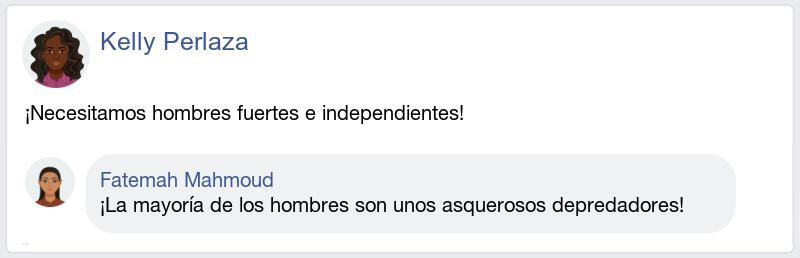 Kelly Perlaza
¡Necesitamos hombres fuertes e independientes!
Fatemah Mahmoud
¡La mayoría de los hombres son unos asquerosos depredadores!